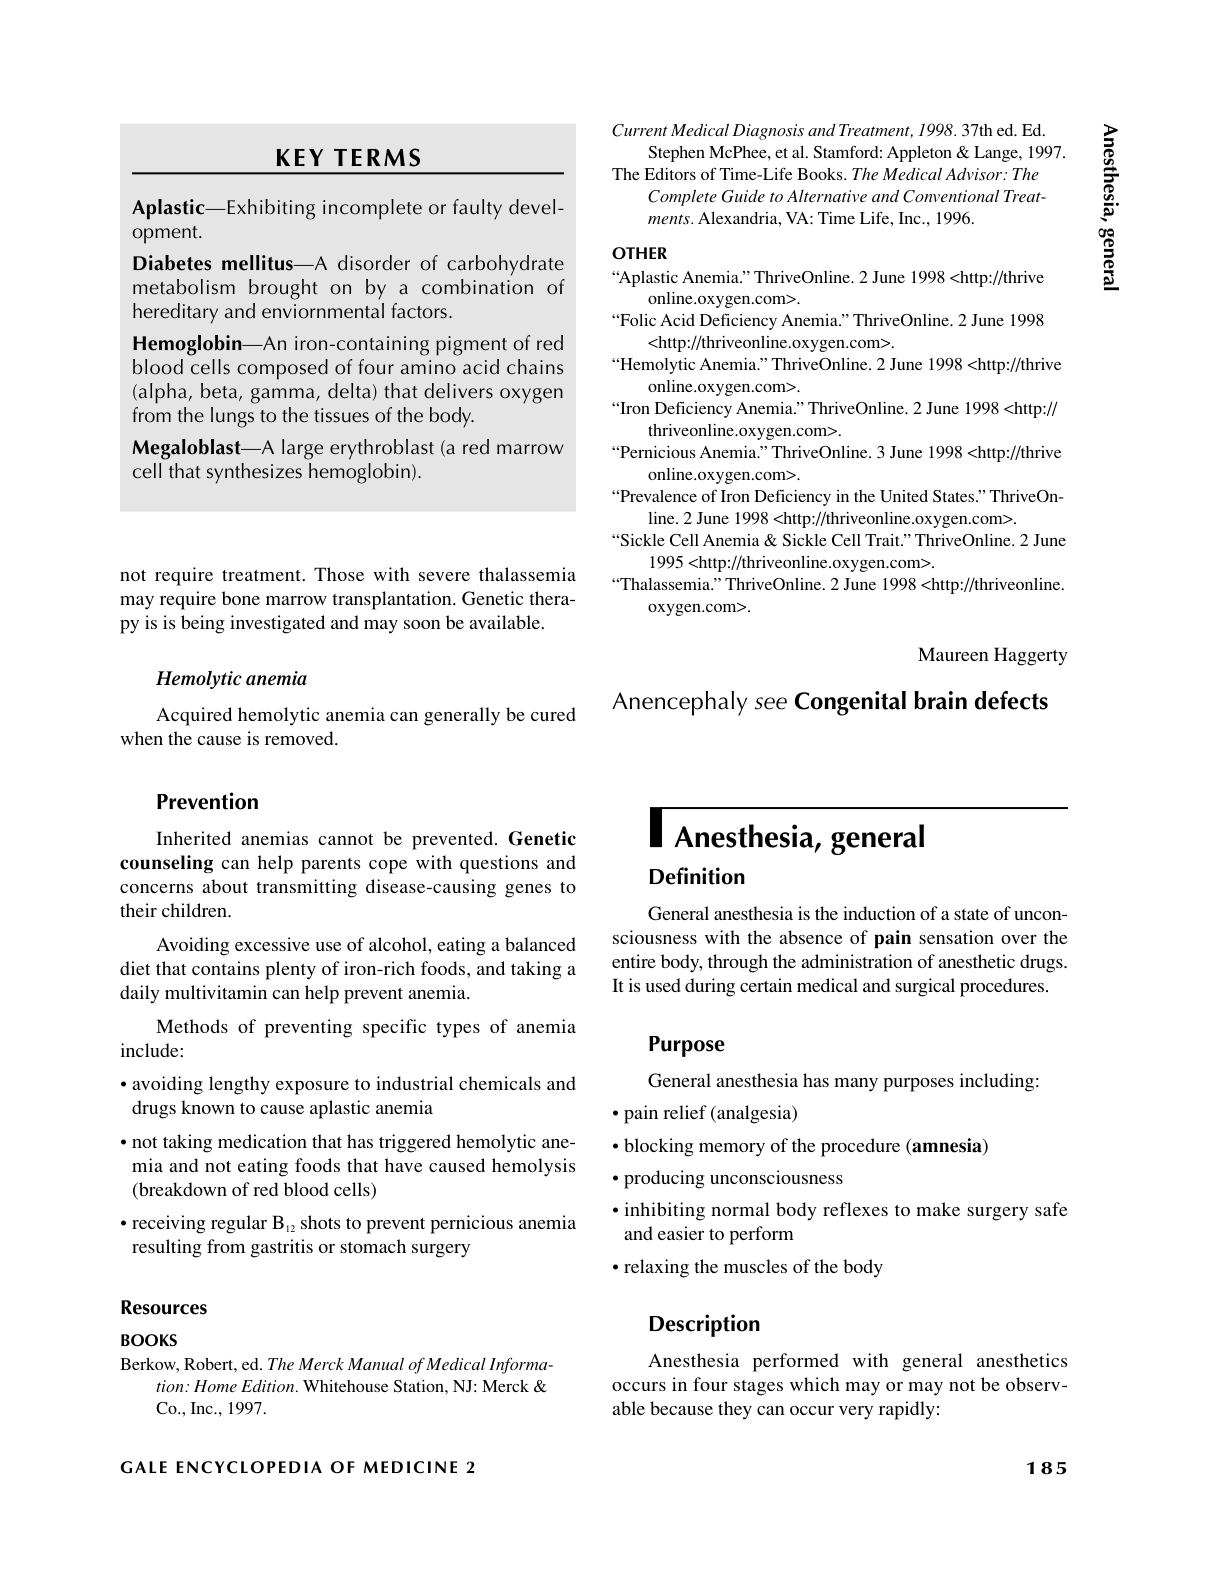 KEY TERMS
Aplastic—Exhibiting incomplete or faulty devel-
opment.
Diabetes mellitus—A disorder of carbohydrate
metabolism brought on by a combination of
hereditary and enviornmental factors.
Hemoglobin—An iron-containing pigment of red
blood cells composed of four amino acid chains
(alpha, beta, gamma, delta) that delivers oxygen
from the lungs to the tissues of the body.
Megaloblast—A large erythroblast (a red marrow
cell that synthesizes hemoglobin).
not require treatment. Those with severe thalassemia
may require bone marrow transplantation. Genetic thera-
py is is being investigated and may soon be available.
Hemolytic anemia
Acquired hemolytic anemia can generally be cured
when the cause is removed.
Prevention
Inherited anemias cannot be prevented. Genetic
counseling can help parents cope with questions and
concerns about transmitting disease-causing genes to
their children.
Avoiding excessive use of alcohol, eating a balanced
diet that contains plenty of iron-rich foods, and taking a
daily multivitamin can help prevent anemia.
Methods of preventing specific types of anemia
include:
• avoiding lengthy exposure to industrial chemicals and
drugs known to cause aplastic anemia
• not taking medication that has triggered hemolytic ane-
mia and not eating foods that have caused hemolysis
(breakdown of red blood cells)
• receiving regular B12 shots to prevent pernicious anemia
resulting from gastritis or stomach surgery
Resources
BOOKS
Berkow, Robert, ed. The Merck Manual of Medical Informa-
tion: Home Edition. Whitehouse Station, NJ: Merck &
Co., Inc., 1997.
Current Medical Diagnosis and Treatment, 1998. 37th ed. Ed.
Stephen McPhee, et al. Stamford: Appleton & Lange, 1997.
The Editors of Time-Life Books. The Medical Advisor: The
Complete Guide to Alternative and Conventional Treat-
ments. Alexandria, VA: Time Life, Inc., 1996.
OTHER
“Aplastic Anemia.” ThriveOnline. 2 June 1998 <http://thrive
online.oxygen.com>.
“Folic Acid Deficiency Anemia.” ThriveOnline. 2 June 1998
<http://thriveonline.oxygen.com>.
“Hemolytic Anemia.” ThriveOnline. 2 June 1998 <http://thrive
online.oxygen.com>.
“Iron Deficiency Anemia.” ThriveOnline. 2 June 1998 <http://
thriveonline.oxygen.com>.
“Pernicious Anemia.” ThriveOnline. 3 June 1998 <http://thrive
online.oxygen.com>.
“Prevalence of Iron Deficiency in the United States.” ThriveOn-
line. 2 June 1998 <http://thriveonline.oxygen.com>.
“Sickle Cell Anemia & Sickle Cell Trait.” ThriveOnline. 2 June
1995 <http://thriveonline.oxygen.com>.
“Thalassemia.” ThriveOnline. 2 June 1998 <http://thriveonline.
oxygen.com>.
Maureen Haggerty
Anencephaly see Congenital brain defects
Anesthesia, general
Definition
General anesthesia is the induction of a state of uncon-
sciousness with the absence of pain sensation over the
entire body, through the administration of anesthetic drugs.
It is used during certain medical and surgical procedures.
Purpose
General anesthesia has many purposes including:
• pain relief (analgesia)
• blocking memory of the procedure (amnesia)
• producing unconsciousness
• inhibiting normal body reflexes to make surgery safe
and easier to perform
• relaxing the muscles of the body
Description
Anesthesia performed with general anesthetics
occurs in four stages which may or may not be observ-
able because they can occur very rapidly:
Anesthesia, general
GALE ENCYCLOPEDIA OF MEDICINE 2
185